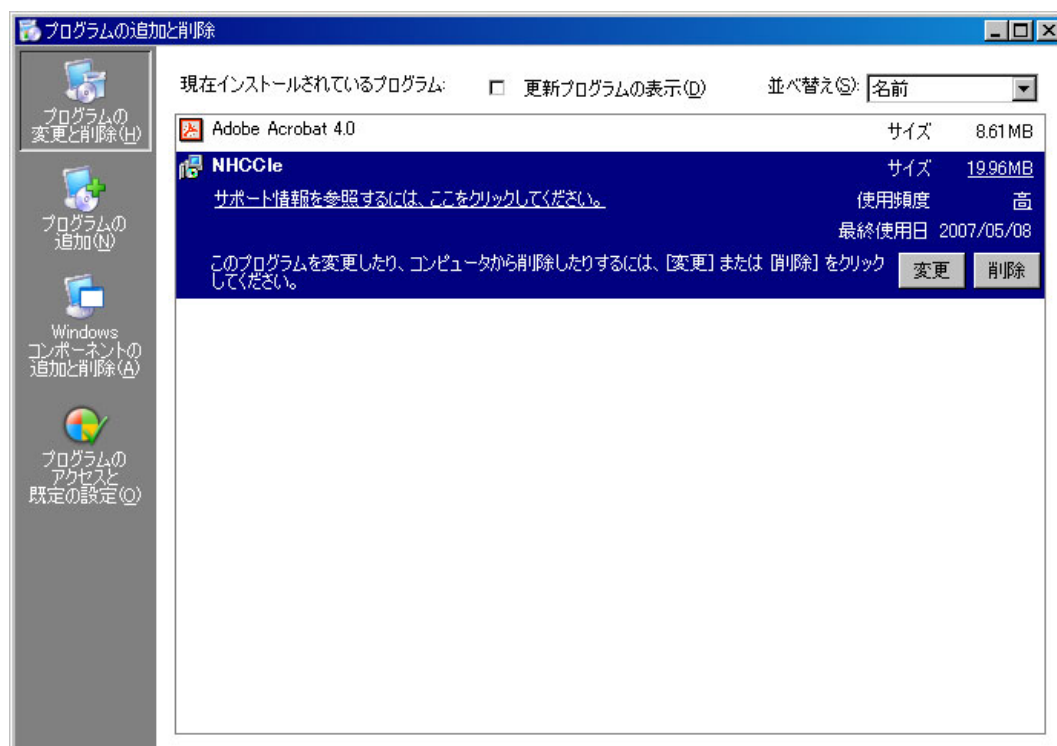 プログラムの追加と削除
プログラムの
変更と削除(H)
現在インストールされているプログラム:
更新プログラムの表示(D)
並べ替え(S):
名前
Adobe Acrobat 4.0
サイズ
8.61MB
NHCCle
サイズ
19.96MB
サポート情報を参照するには、ここをクリックしてください。
使用頻度
高
最終使用日 2007/05/08
このプログラムを変更したり、コンピュータから削除したりするには、[変更] または [削除] をクリック
してください。
変更
削除
プログラムの
追加(N)
Windows
コンポーネントの
追加と削除(A)
プログラムの
アクセスと
既定の設定(O)